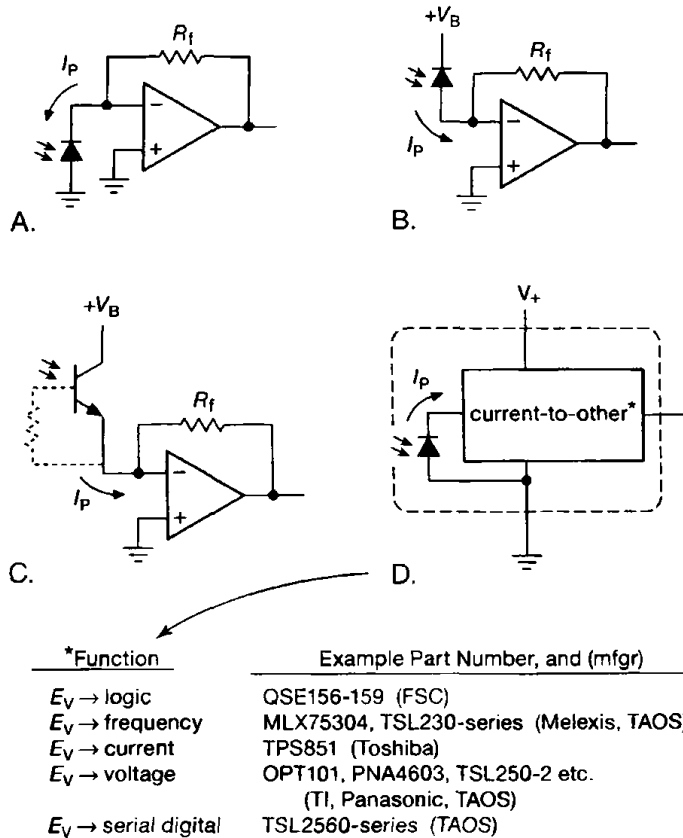 R_f
I_P
−
+
A.
+V_B
R_f
I_P
−
+
B.
+V_B
R_f
I_P
−
+
C.
V_+
I_P
current-to-other*
D.
*Function Example Part Number, and (mfgr)
E_V → logic QSE156-159 (FSC)
E_V → frequency MLX75304, TSL230-series (Melexis, TAOS)
E_V → current TPS851 (Toshiba)
E_V → voltage OPT101, PNA4603, TSL250-2 etc.
(TI, Panasonic, TAOS)
E_V → serial digital TSL2560-series (TAOS)